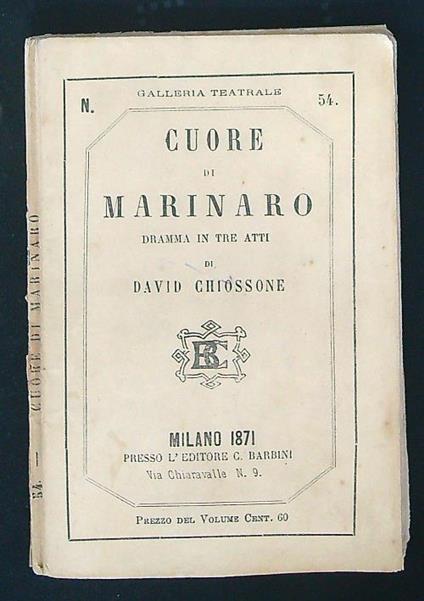 GALLERIA TEATRALE
N. 54.
CUORE
DI
MARINARO
DRAMMA IN TRE ATTI
DI
DAVID CHIOSSONE
BC
MILANO 1871
PRESSO L'EDITORE C. BARBINI
Via Chiaravalle N. 9.
PREZZO DEL VOLUME CENT. 60
54. — CUORE DI MARINARO